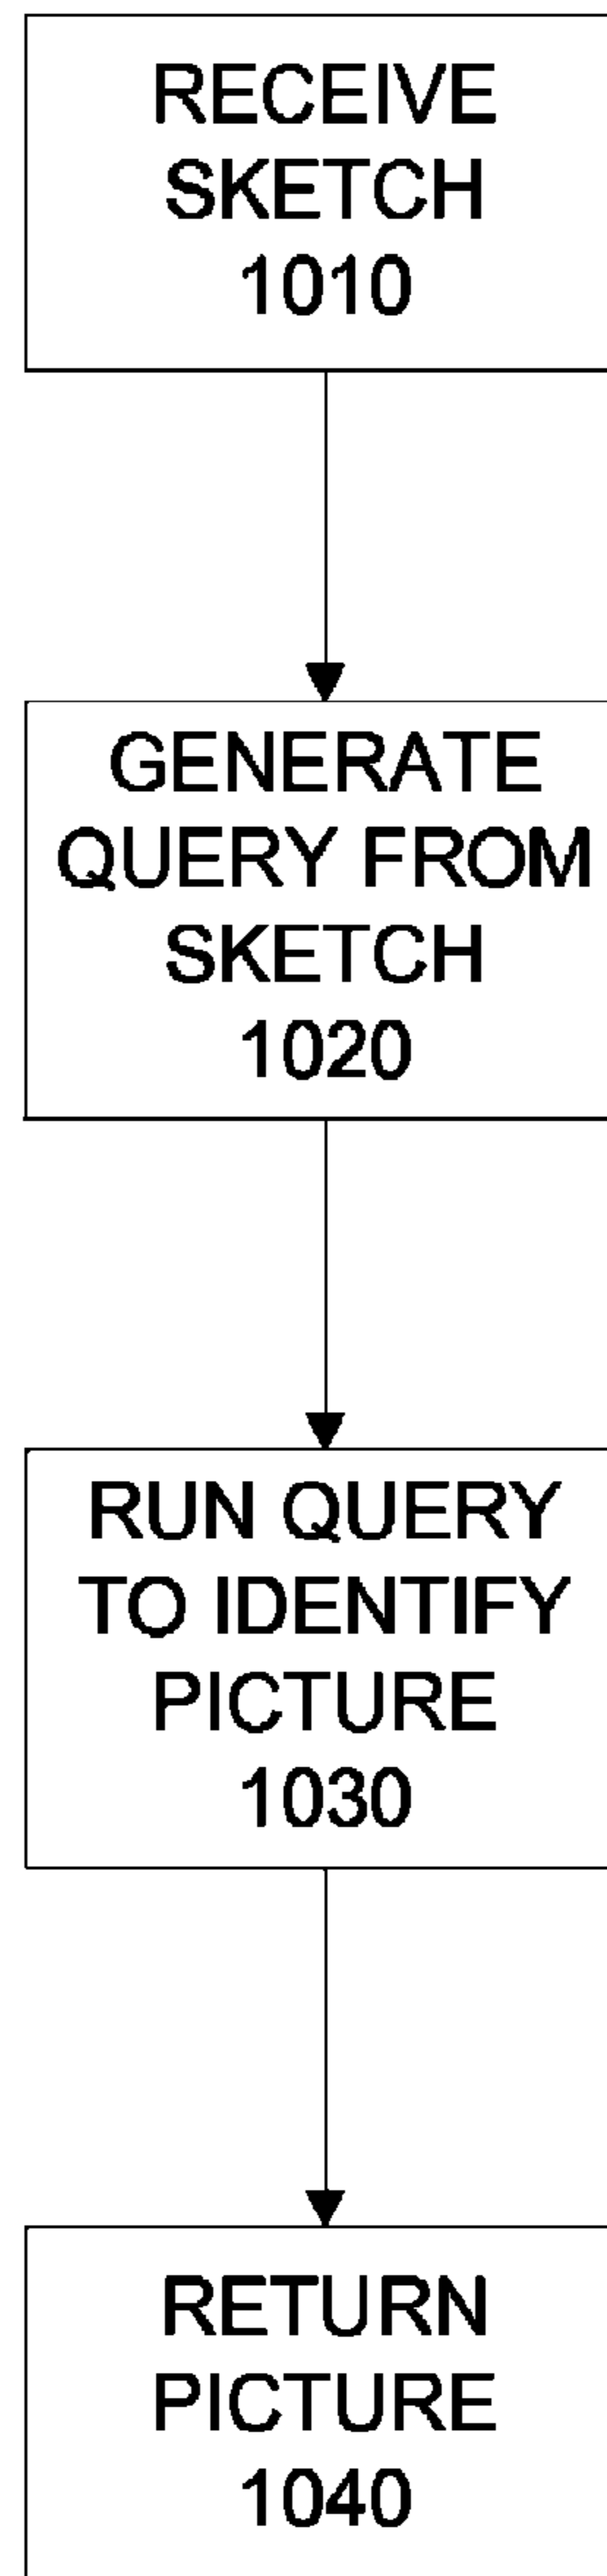 RECEIVE
SKETCH
1010
GENERATE
QUERY FROM
SKETCH
1020
RUN QUERY
TO IDENTIFY
PICTURE
1030
RETURN
PICTURE
1040